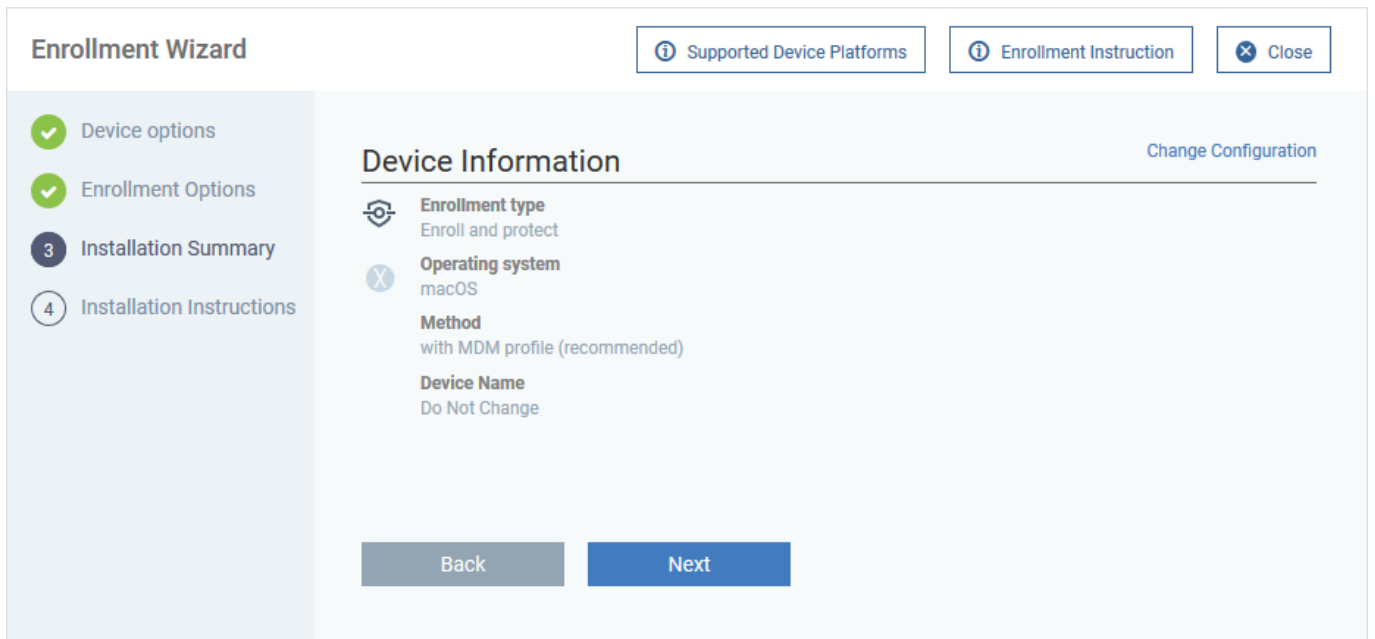 Enrollment Wizard
Supported Device Platforms
Enrollment Instruction
Close
Device options
Enrollment Options
3 Installation Summary
4 Installation Instructions
Device Information
Change Configuration
Enrollment type
Enroll and protect
X
Operating system
macOS
Method
with MDM profile (recommended)
Device Name
Do Not Change
Back
Next